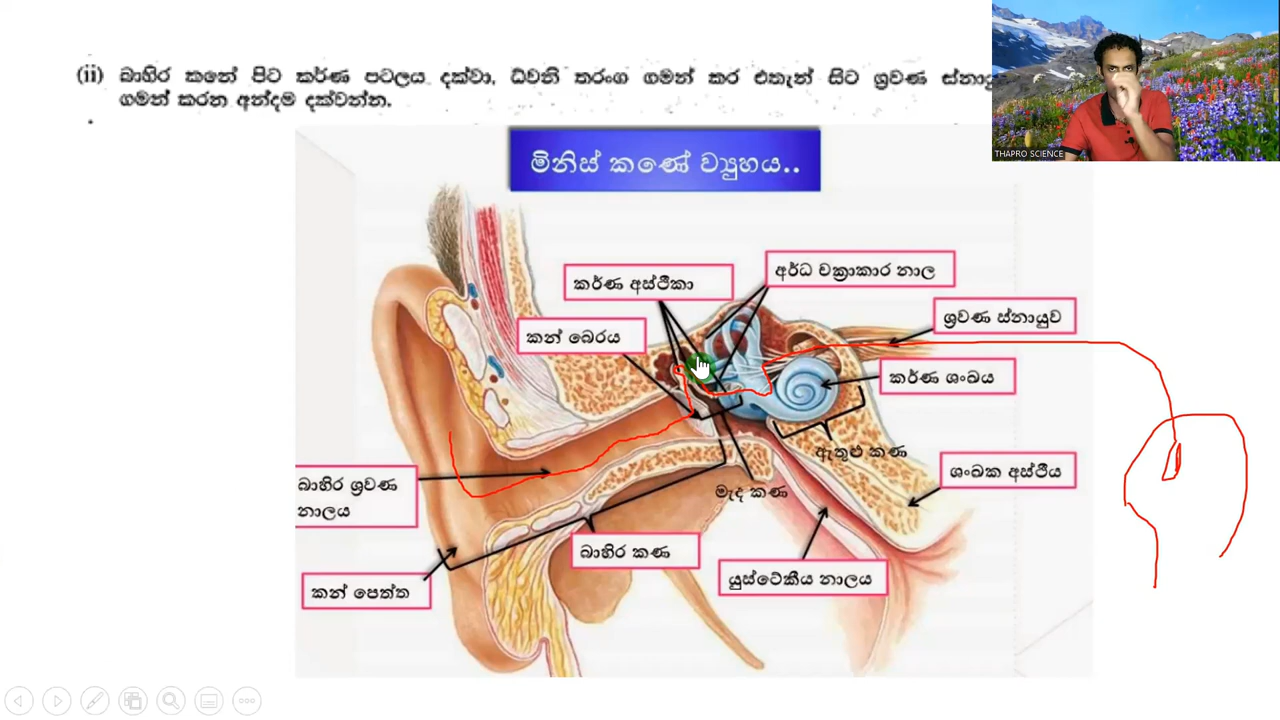 (ii) බාහිර කනේ පිට කර්ණ පටලය දක්වා, ධ්වනි තරංග ගමන් කර එතැන් සිට ශ්‍රවණ
ගමන් කරන අන්දම දක්වන්න.
THAPRO SCIENCE
මිනිස් කණේ ව්‍යුහය..
කර්ණ අස්ථිකා
අර්ධ චක්‍රාකාර නාල
කන් බෙරය
ශ්‍රවණ ස්නායුව
කර්ණ ශංඛය
ඇතුළු කණ
ශංඛක අස්ථිය
බාහිර ශ්‍රවණ
නාලය
මැද කණ
බාහිර කණ
යුස්ටේකීය නාලය
කන් පෙත්ත